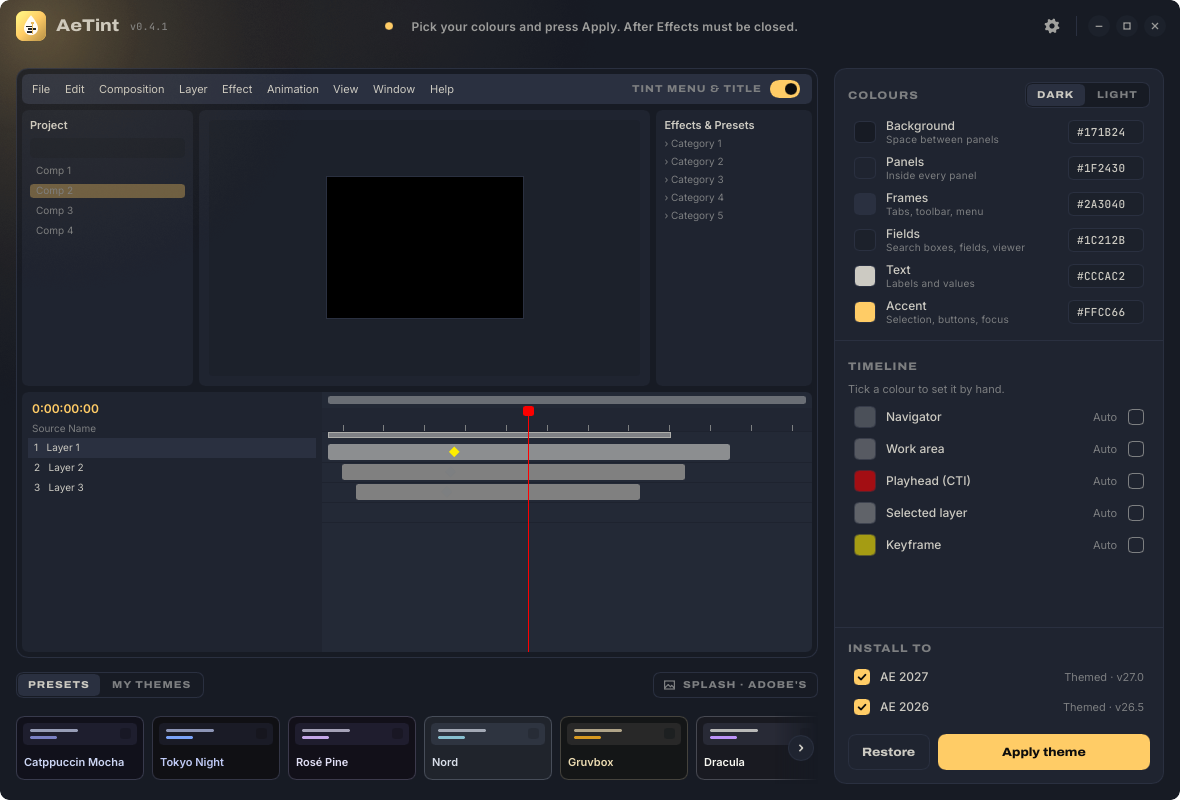 AeTint v0.4.1
Pick your colours and press Apply. After Effects must be closed.
File Edit Composition Layer Effect Animation View Window Help
TINT MENU & TITLE
Project
Comp 1
Comp 2
Comp 3
Comp 4
Effects & Presets
› Category 1
› Category 2
› Category 3
› Category 4
› Category 5
0:00:00:00
Source Name
1 Layer 1
2 Layer 2
3 Layer 3
PRESETS MY THEMES
SPLASH · ADOBE'S
Catppuccin Mocha
Tokyo Night
Rosé Pine
Nord
Gruvbox
Dracula
COLOURS
DARK LIGHT
Background #171B24
Space between panels
Panels #1F2430
Inside every panel
Frames #2A3040
Tabs, toolbar, menu
Fields #1C212B
Search boxes, fields, viewer
Text #CCCAC2
Labels and values
Accent #FFCC66
Selection, buttons, focus
TIMELINE
Tick a colour to set it by hand.
Navigator Auto
Work area Auto
Playhead (CTI) Auto
Selected layer Auto
Keyframe Auto
INSTALL TO
AE 2027 Themed · v27.0
AE 2026 Themed · v26.5
Restore Apply theme